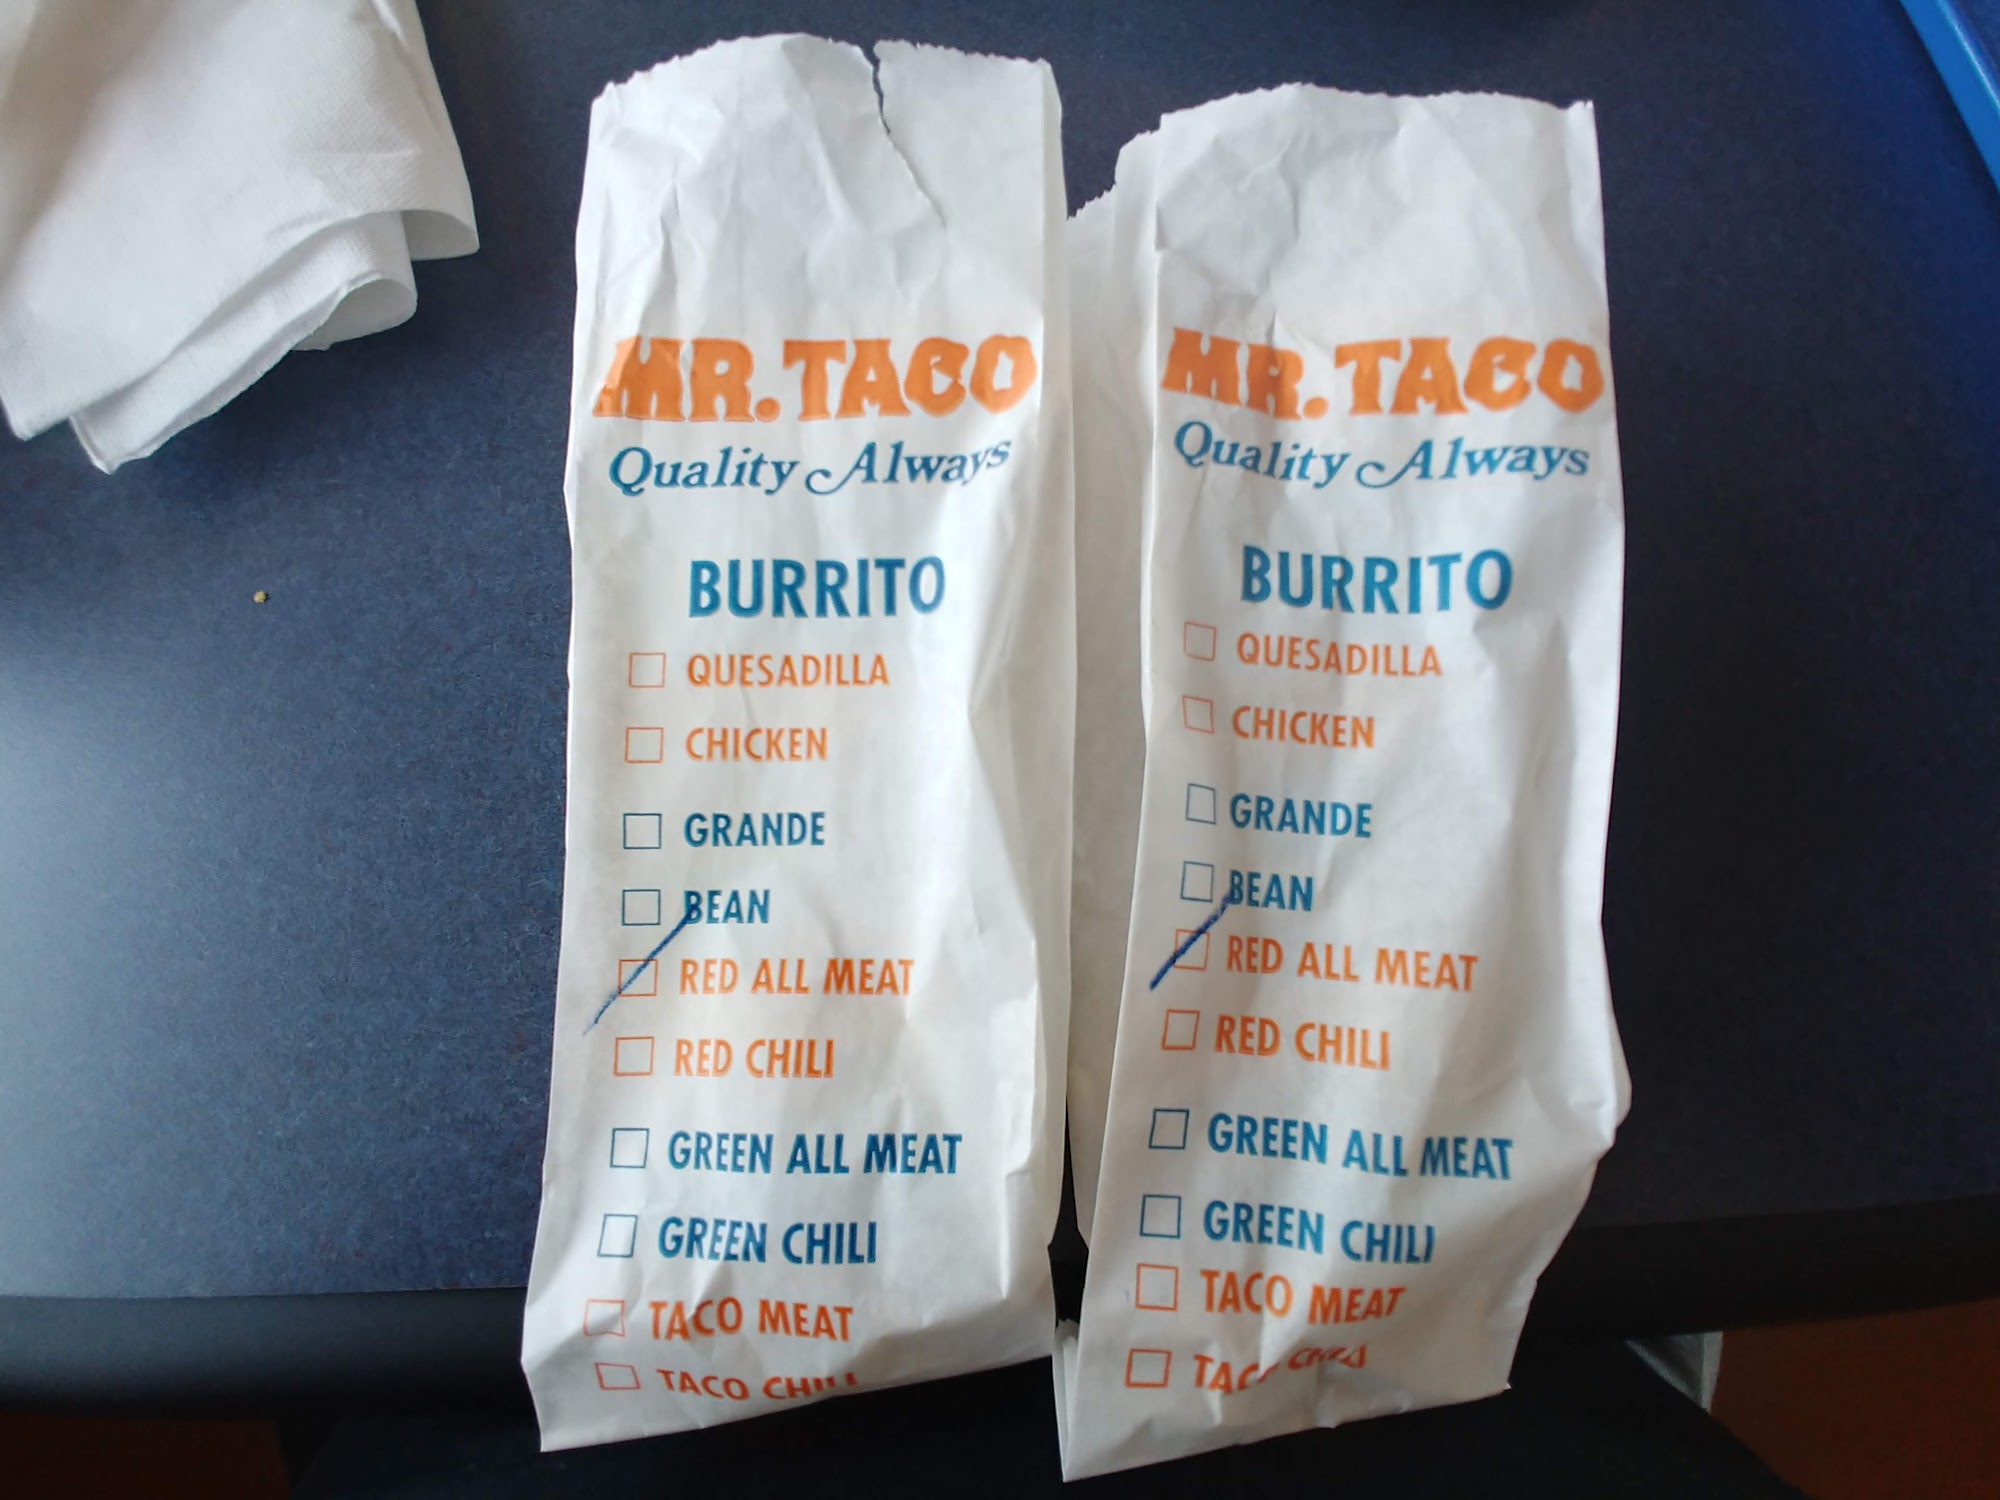 MR. TACO
Quality Always
BURRITO
QUESADILLA
CHICKEN
GRANDE
BEAN
RED ALL MEAT
RED CHILI
GREEN ALL MEAT
GREEN CHILI
TACO MEAT
TACO CHILI
MR. TACO
Quality Always
BURRITO
QUESADILLA
CHICKEN
GRANDE
BEAN
RED ALL MEAT
RED CHILI
GREEN ALL MEAT
GREEN CHILI
TACO MEAT
TACO CHILI